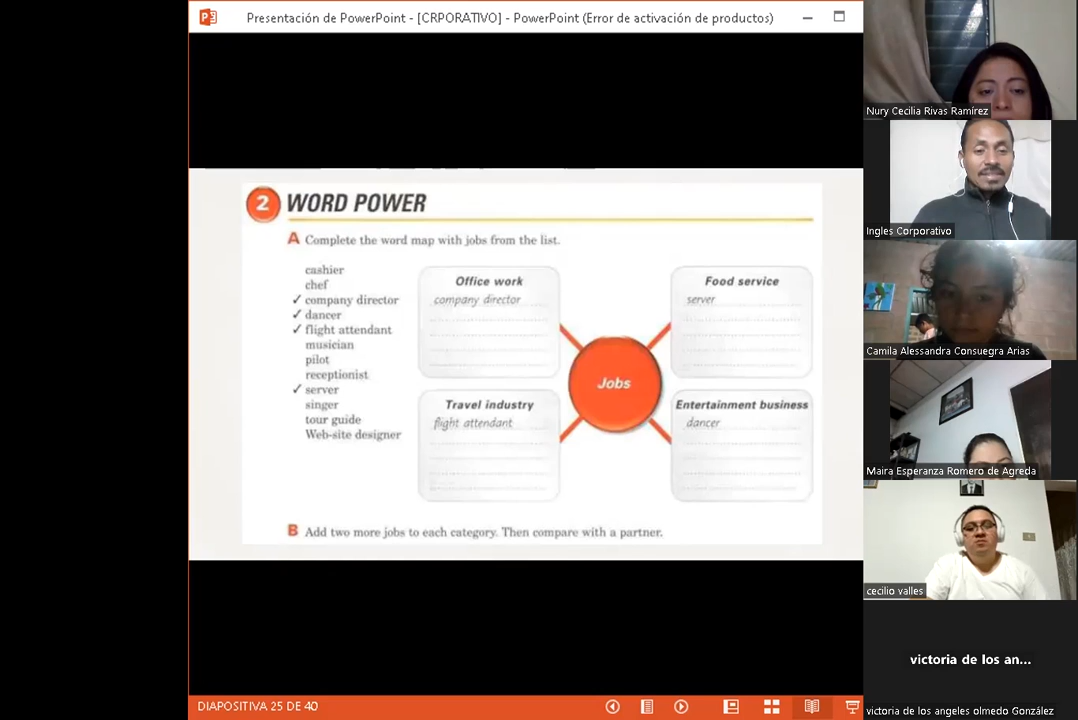 Presentación de PowerPoint - [CRPORATIVO] - PowerPoint (Error de activación de productos)
2 WORD POWER
A Complete the word map with jobs from the list.
cashier
chef
✓ company director
✓ dancer
✓ flight attendant
musician
pilot
receptionist
✓ server
singer
tour guide
Web-site designer
Office work
company director
Food service
server
Jobs
Travel industry
flight attendant
Entertainment business
dancer
B Add two more jobs to each category. Then compare with a partner.
DIAPOSITIVA 25 DE 40
Nury Cecilia Rivas Ramírez
Ingles Corporativo
Camila Alessandra Consuegra Arias
Maira Esperanza Romero de Agreda
cecilio valles
victoria de los an...
victoria de los angeles olmedo González